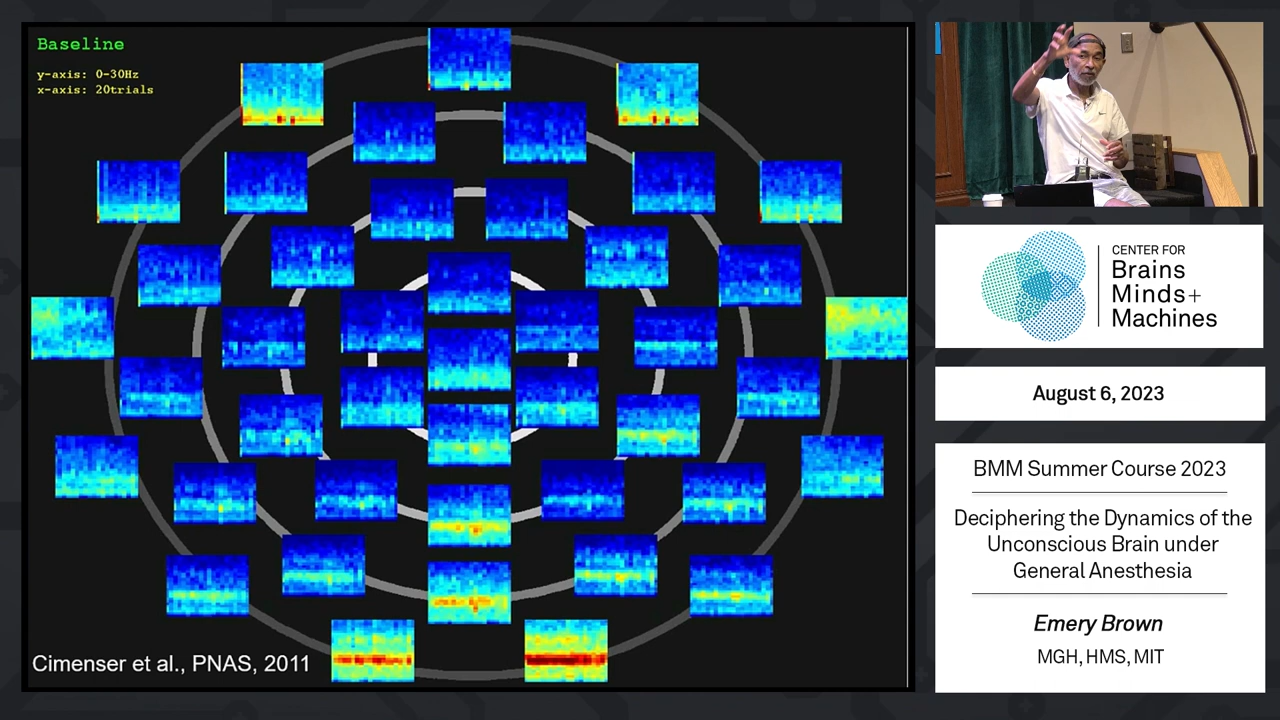 Baseline
y-axis: 0-30Hz
x-axis: 20trials
Cimenser et al., PNAS, 2011
CENTER FOR
Brains
Minds+
Machines
August 6, 2023
BMM Summer Course 2023
Deciphering the Dynamics of the
Unconscious Brain under
General Anesthesia
Emery Brown
MGH, HMS, MIT